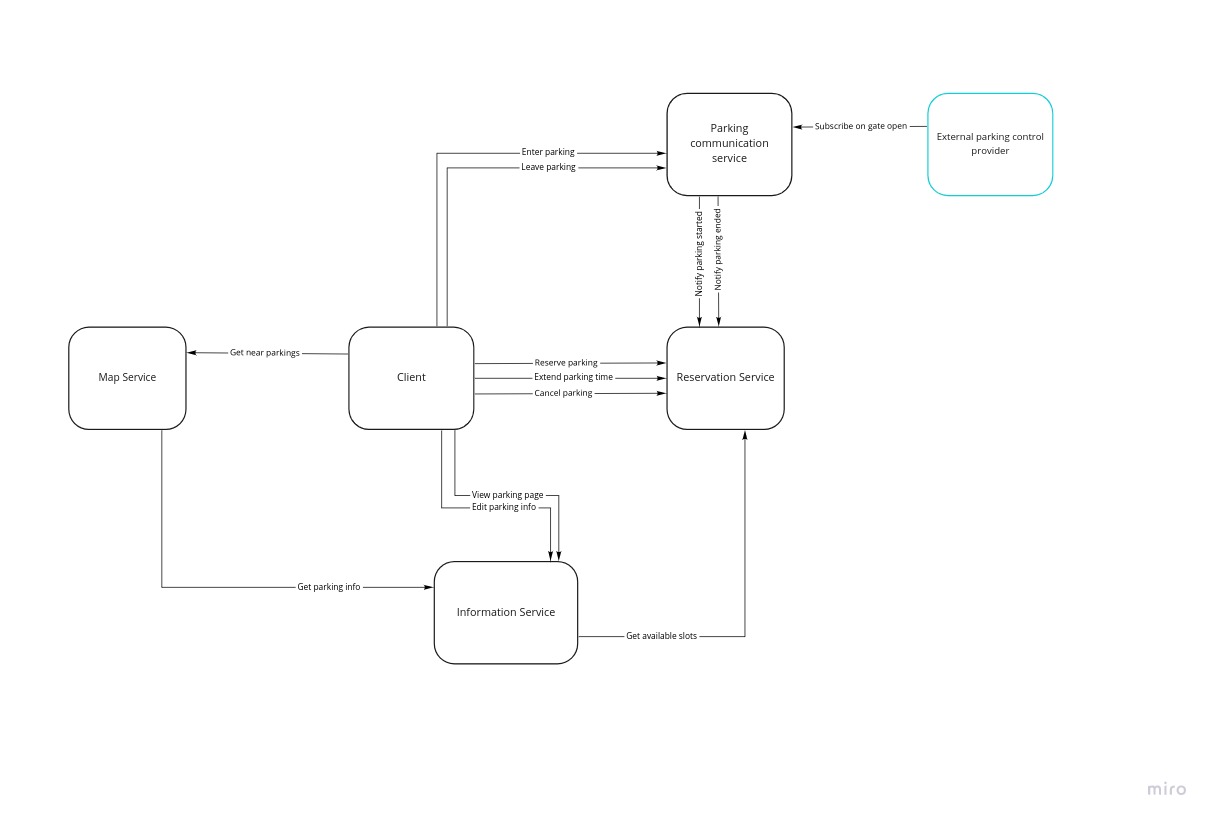 Parking
communication
service
Subscribe on gate open
External parking control
provider
Enter parking
Leave parking
Notify parking started
Notify parking ended
Map Service
Get near parkings
Client
Reserve parking
Extend parking time
Cancel parking
Reservation Service
View parking page
Edit parking info
Get parking info
Information Service
Get available slots
miro